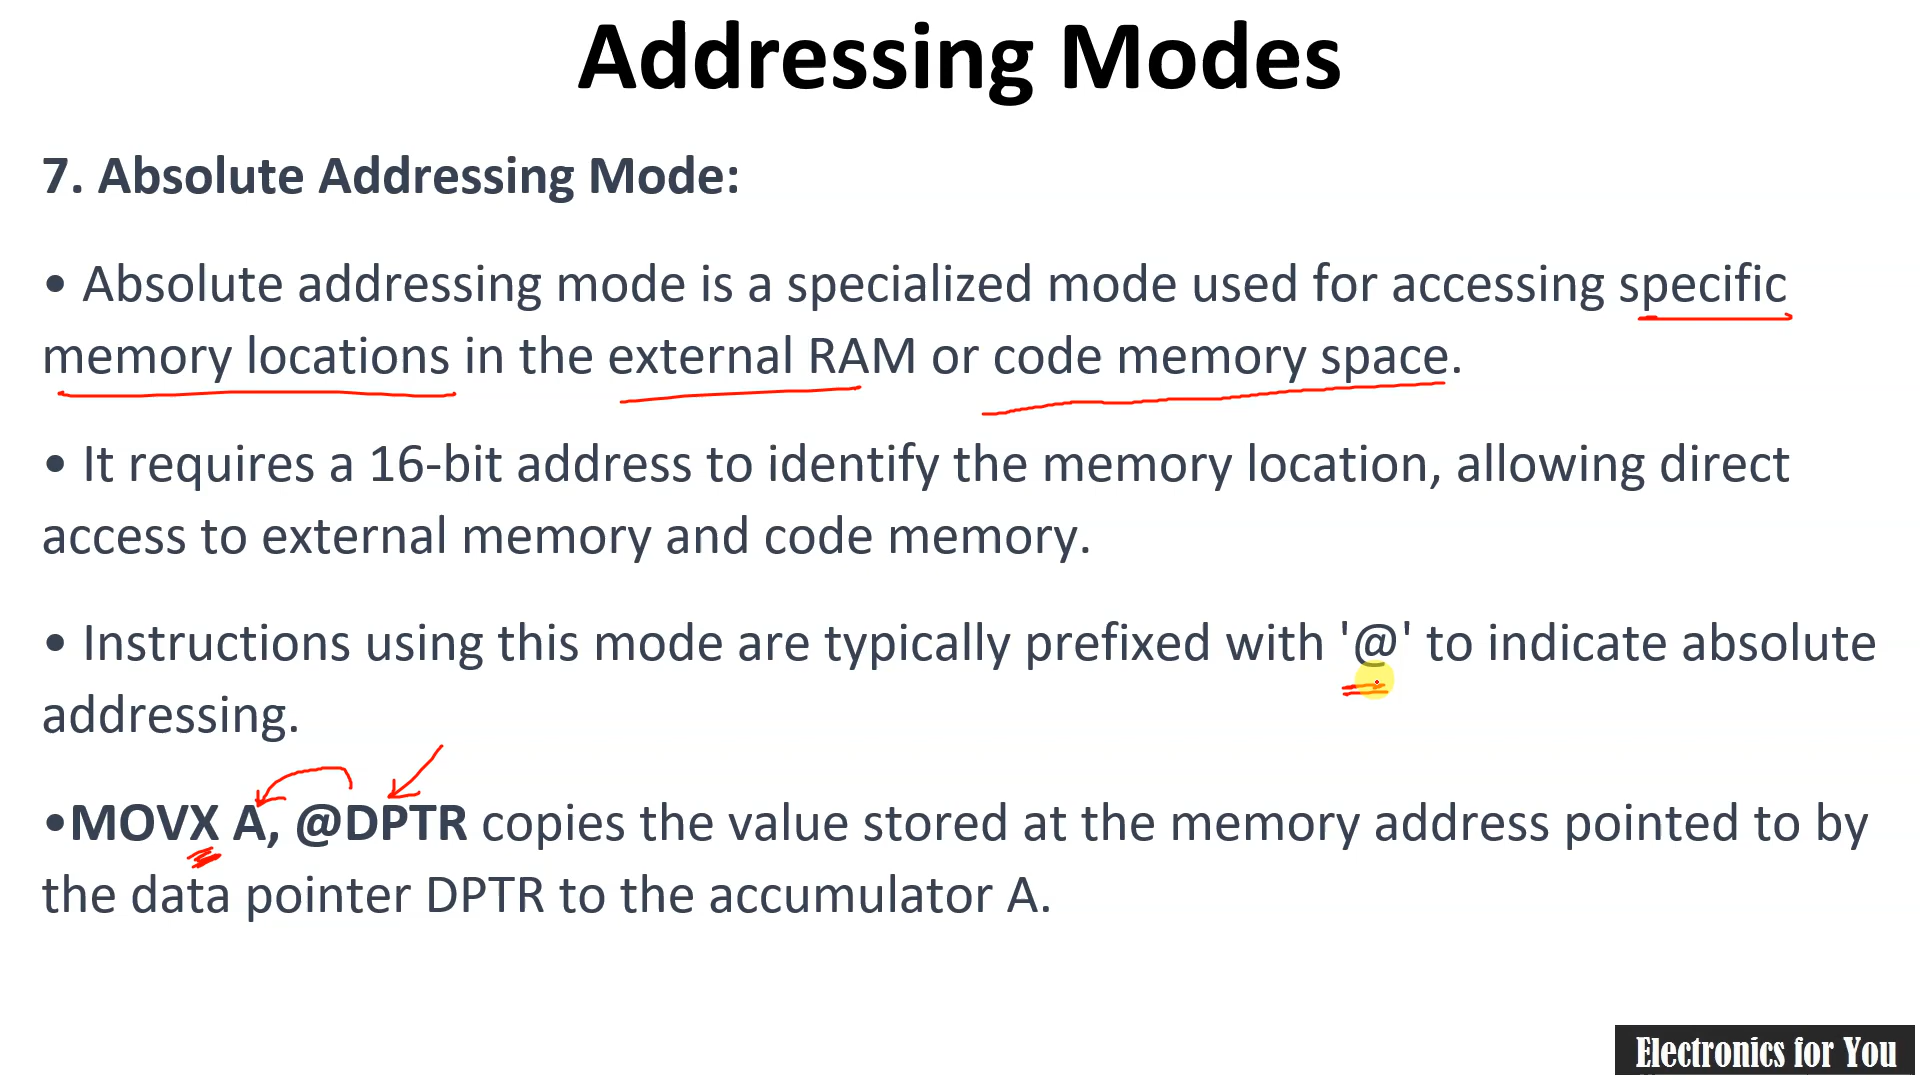 Addressing Modes
7. Absolute Addressing Mode:
• Absolute addressing mode is a specialized mode used for accessing specific
memory locations in the external RAM or code memory space.
• It requires a 16-bit address to identify the memory location, allowing direct
access to external memory and code memory.
• Instructions using this mode are typically prefixed with '@' to indicate absolute
addressing.
•MOVX A, @DPTR copies the value stored at the memory address pointed to by
the data pointer DPTR to the accumulator A.
Electronics for You